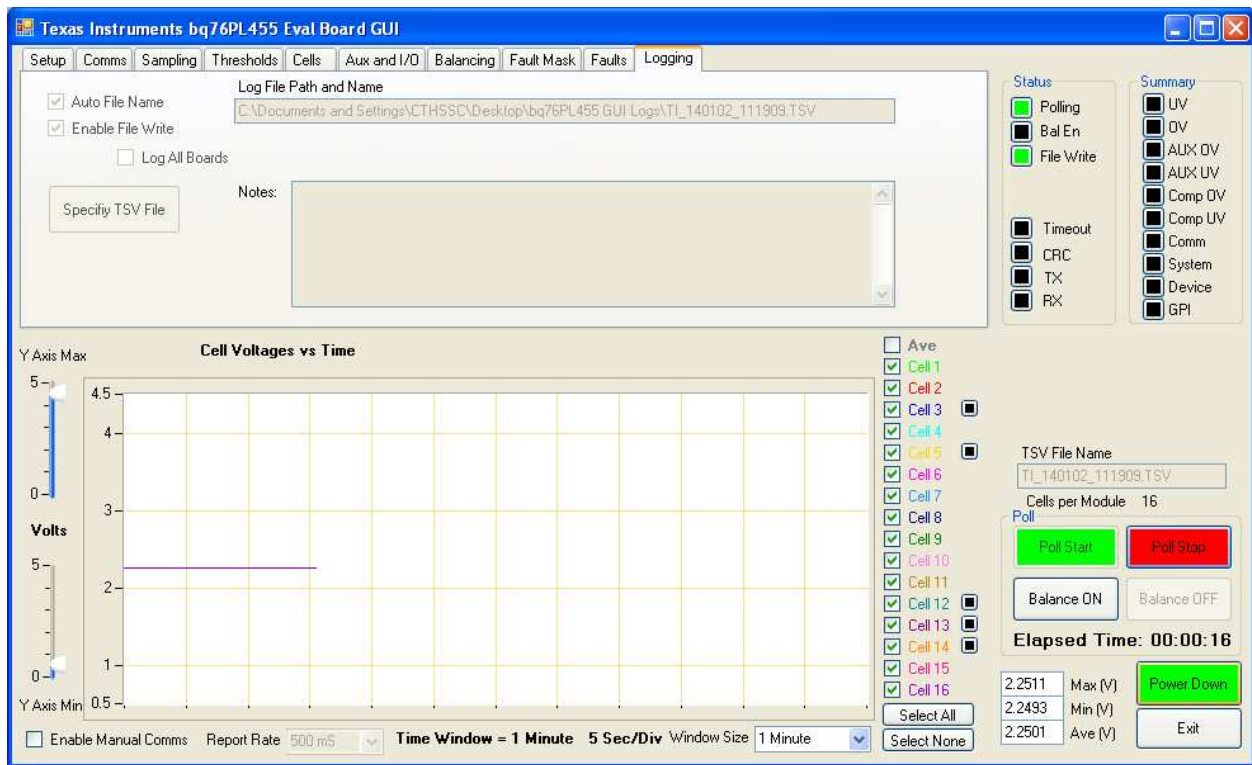 Texas Instruments bq76PL455 Eval Board GUI
Setup Comms Sampling Thresholds Cells Aux and I/O Balancing Fault Mask Faults Logging
Auto File Name
Enable File Write
Log All Boards
Specifiy TSV File
Log File Path and Name
C:\Documents and Settings\CTHSSC\Desktop\bq76PL455 GUI Logs\TI_140102_111909.TSV
Notes:
Status
Polling
Bal En
File Write
Timeout
CRC
TX
RX
Summary
UV
OV
AUX OV
AUX UV
Comp OV
Comp UV
Comm
System
Device
GPI
Y Axis Max
5
0
Volts
5
0
Y Axis Min
Cell Voltages vs Time
4.5
4
3
2
1
0.5
Ave
Cell 1
Cell 2
Cell 3
Cell 4
Cell 5
Cell 6
Cell 7
Cell 8
Cell 9
Cell 10
Cell 11
Cell 12
Cell 13
Cell 14
Cell 15
Cell 16
Select All
Select None
TSV File Name
TI_140102_111909.TSV
Cells per Module 16
Poll
Poll Start Poll Stop
Balance ON Balance OFF
Elapsed Time: 00:00:16
2.2511 Max (V)
2.2493 Min (V)
2.2501 Ave (V)
Power Down
Exit
Enable Manual Comms Report Rate 500 mS Time Window = 1 Minute 5 Sec/Div Window Size 1 Minute